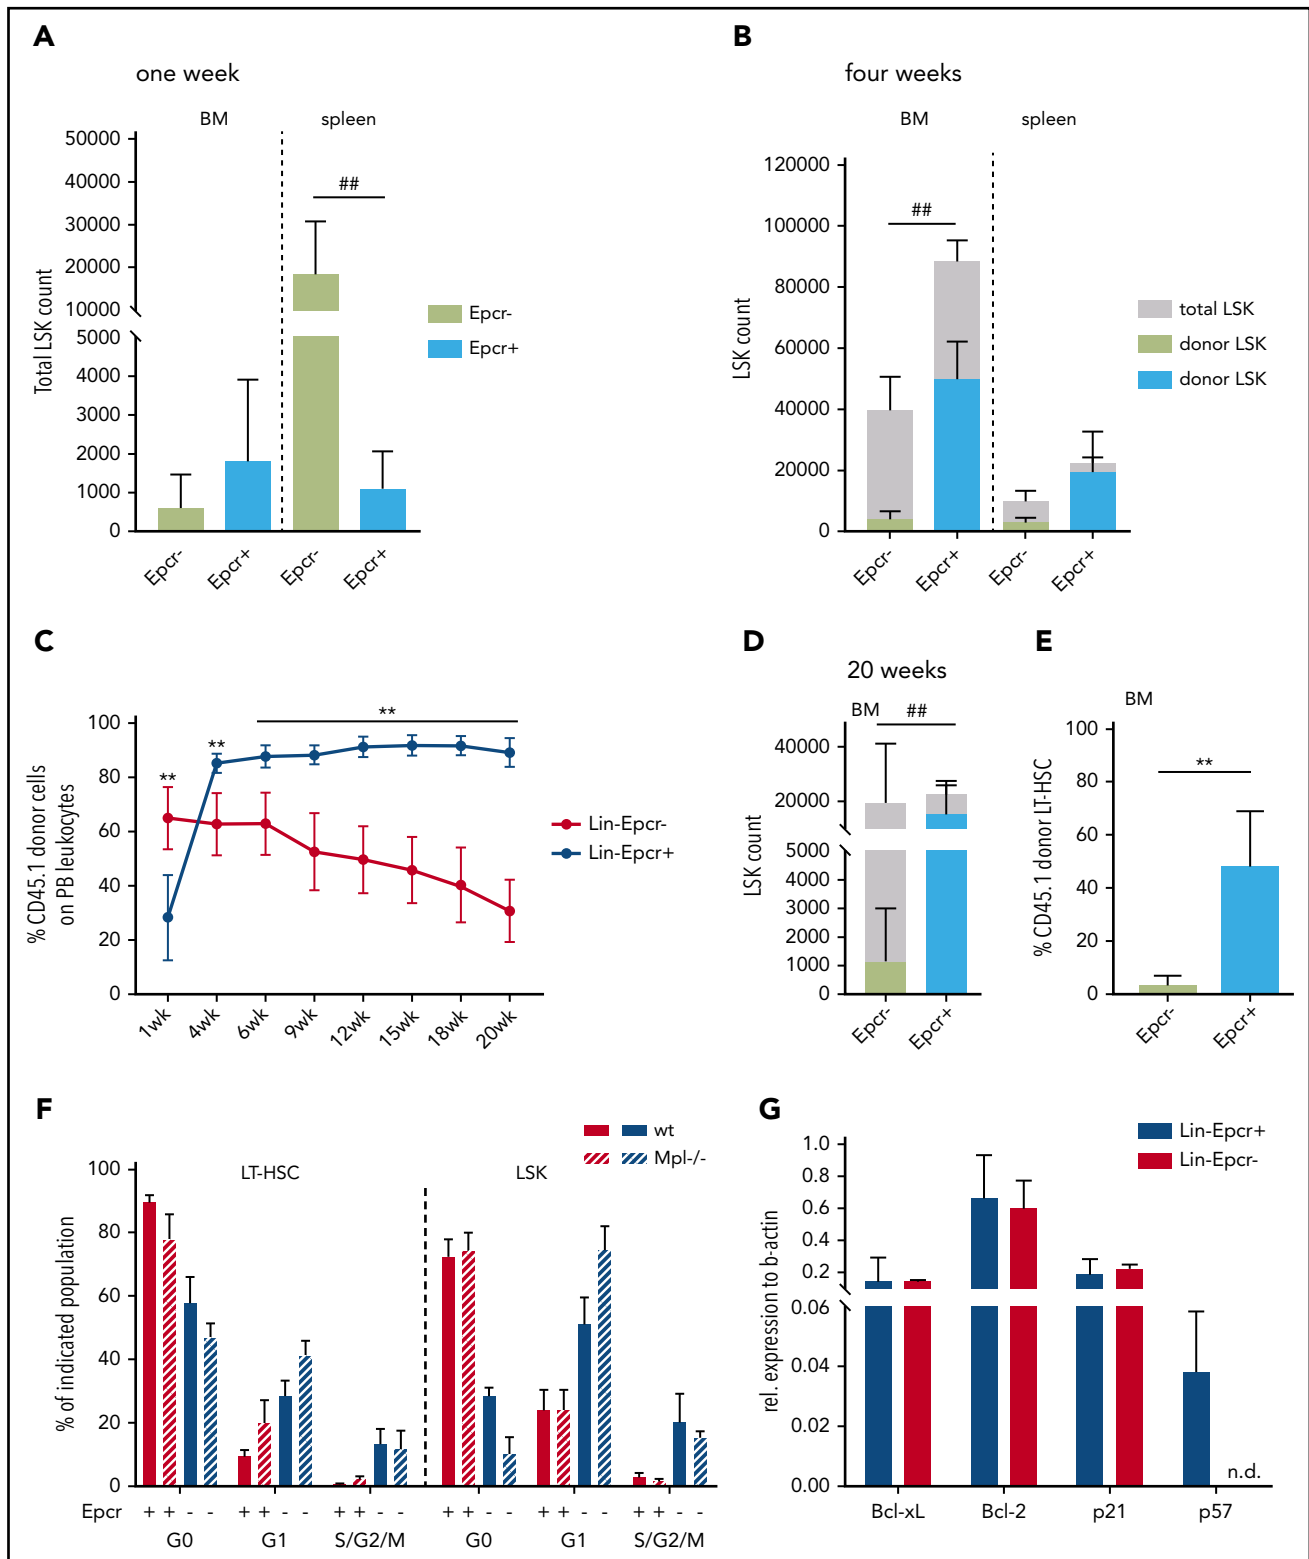 A
one week
BM spleen
50000
40000
30000
20000
10000
5000
4000
3000
2000
1000
0
Total LSK count
##
Epcr-
Epcr+
Epcr- Epcr+ Epcr- Epcr+
B
four weeks
BM spleen
120000
100000
80000
60000
40000
20000
0
LSK count
##
total LSK
donor LSK
donor LSK
Epcr- Epcr+ Epcr- Epcr+
C
100
80
60
40
20
0
% CD45.1 donor cells
on PB leukocytes
** ** **
Lin-Epcr-
Lin-Epcr+
1wk 4wk 6wk 9wk 12wk 15wk 18wk 20wk
D
20 weeks
BM ##
40000
20000
5000
4000
3000
2000
1000
0
LSK count
Epcr- Epcr+
E
BM
100
80
60
40
20
0
% CD45.1 donor LT-HSC
**
Epcr- Epcr+
F
wt
Mpl-/-
LT-HSC LSK
100
80
60
40
20
0
% of indicated population
Epcr + + - - + + - - + + - - + + - - + + - - + + - -
G0 G1 S/G2/M G0 G1 S/G2/M
G
Lin-Epcr+
Lin-Epcr-
1.0
0.8
0.6
0.4
0.2
0.06
0.04
0.02
0.00
rel. expression to b-actin
n.d.
Bcl-xL Bcl-2 p21 p57